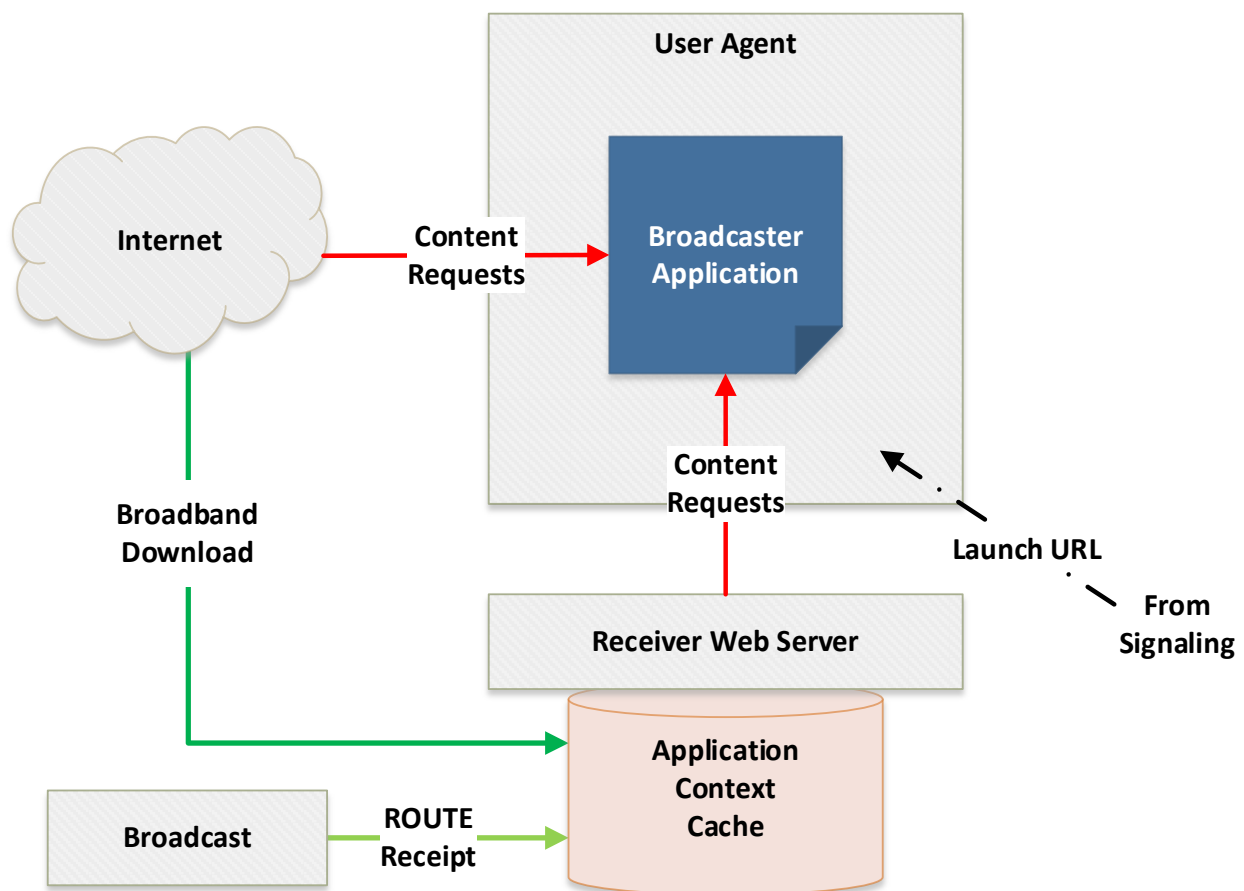 User Agent
Internet
Content
Requests
Broadcaster
Application
Content
Requests
Broadband
Download
Launch URL
From
Signaling
Receiver Web Server
Application
Context
Cache
Broadcast
ROUTE
Receipt